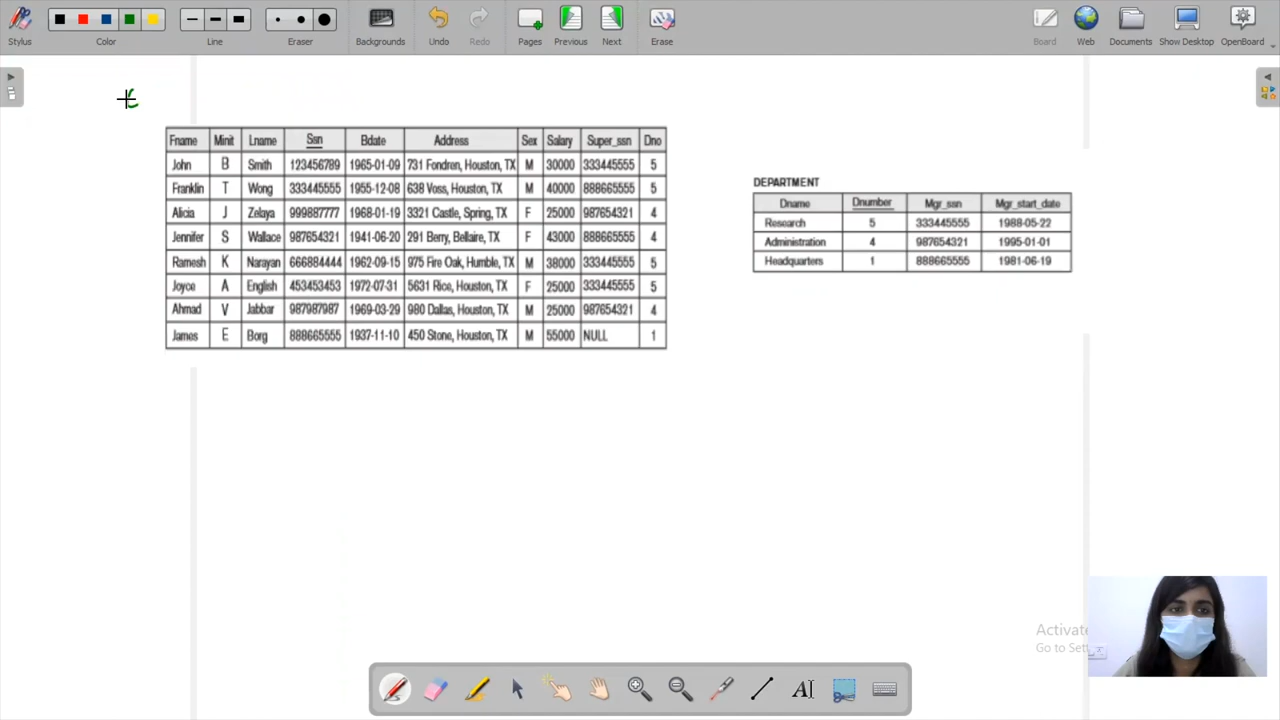 Stylus Color Line Eraser Backgrounds Undo Redo Pages Previous Next Erase Board Web Documents Show Desktop OpenBoard
Fname Minit Lname Ssn Bdate Address Sex Salary Super_ssn Dno
John B Smith 123456789 1965-01-09 731 Fondren, Houston, TX M 30000 333445555 5
Franklin T Wong 333445555 1955-12-08 638 Voss, Houston, TX M 40000 888665555 5
Alicia J Zelaya 999887777 1968-01-19 3321 Castle, Spring, TX F 25000 987654321 4
Jennifer S Wallace 987654321 1941-06-20 291 Berry, Bellaire, TX F 43000 888665555 4
Ramesh K Narayan 666884444 1962-09-15 975 Fire Oak, Humble, TX M 38000 333445555 5
Joyce A English 453453453 1972-07-31 5631 Rice, Houston, TX F 25000 333445555 5
Ahmad V Jabbar 987987987 1969-03-29 980 Dallas, Houston, TX M 25000 987654321 4
James E Borg 888665555 1937-11-10 450 Stone, Houston, TX M 55000 NULL 1
DEPARTMENT
Dname Dnumber Mgr_ssn Mgr_start_date
Research 5 333445555 1988-05-22
Administration 4 987654321 1995-01-01
Headquarters 1 888665555 1981-06-19
Activate
Go to Set